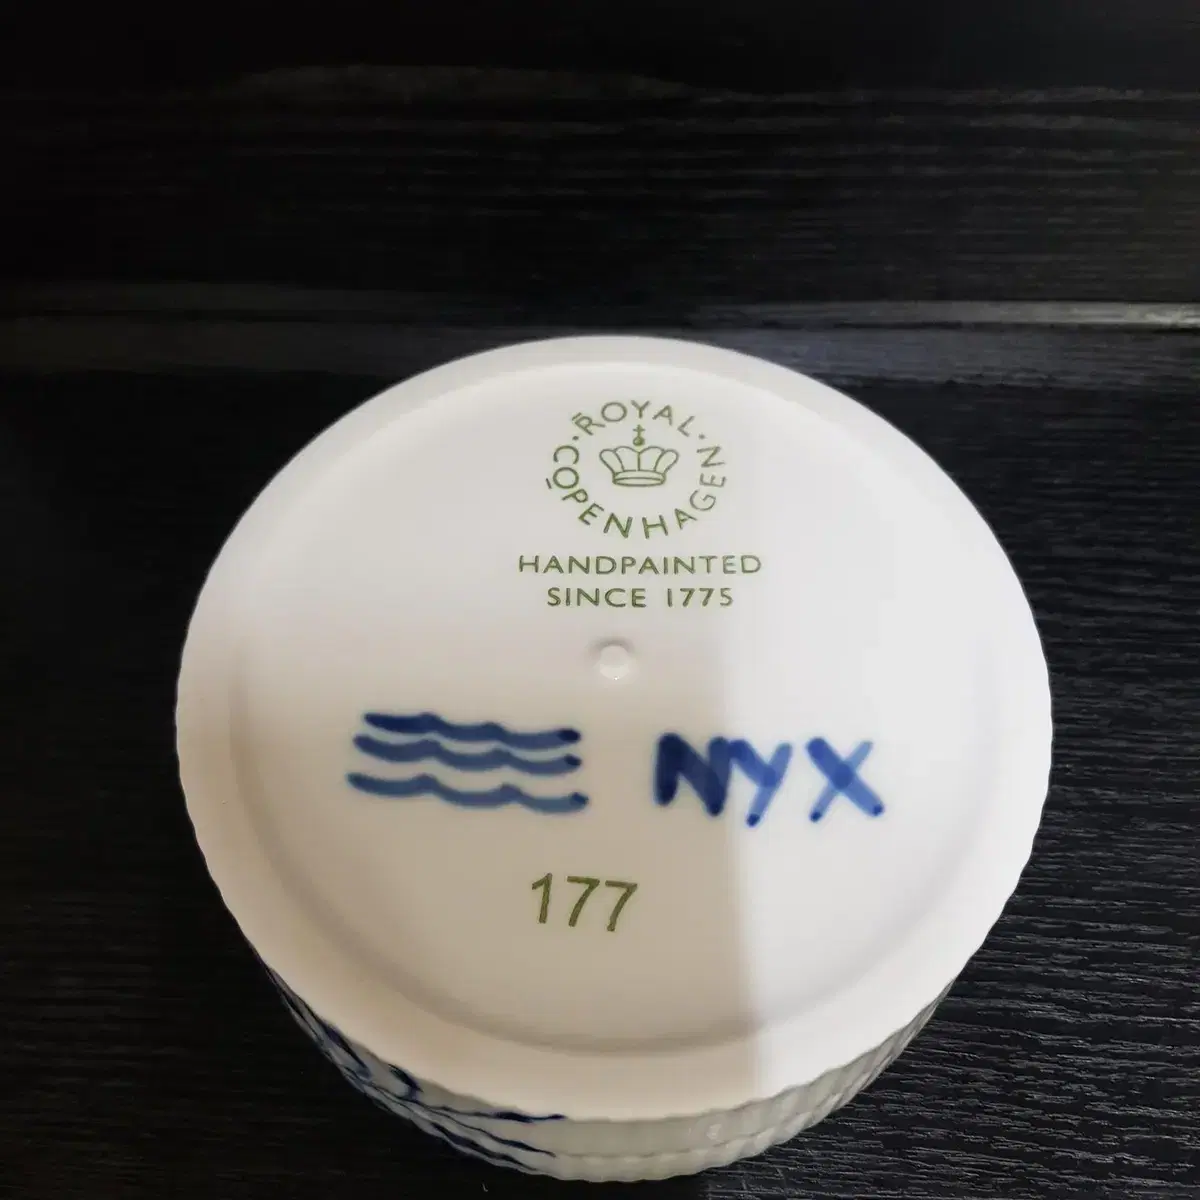 ROYAL · COPENHAGEN ·
HANDPAINTED
SINCE 1775
NYX
177